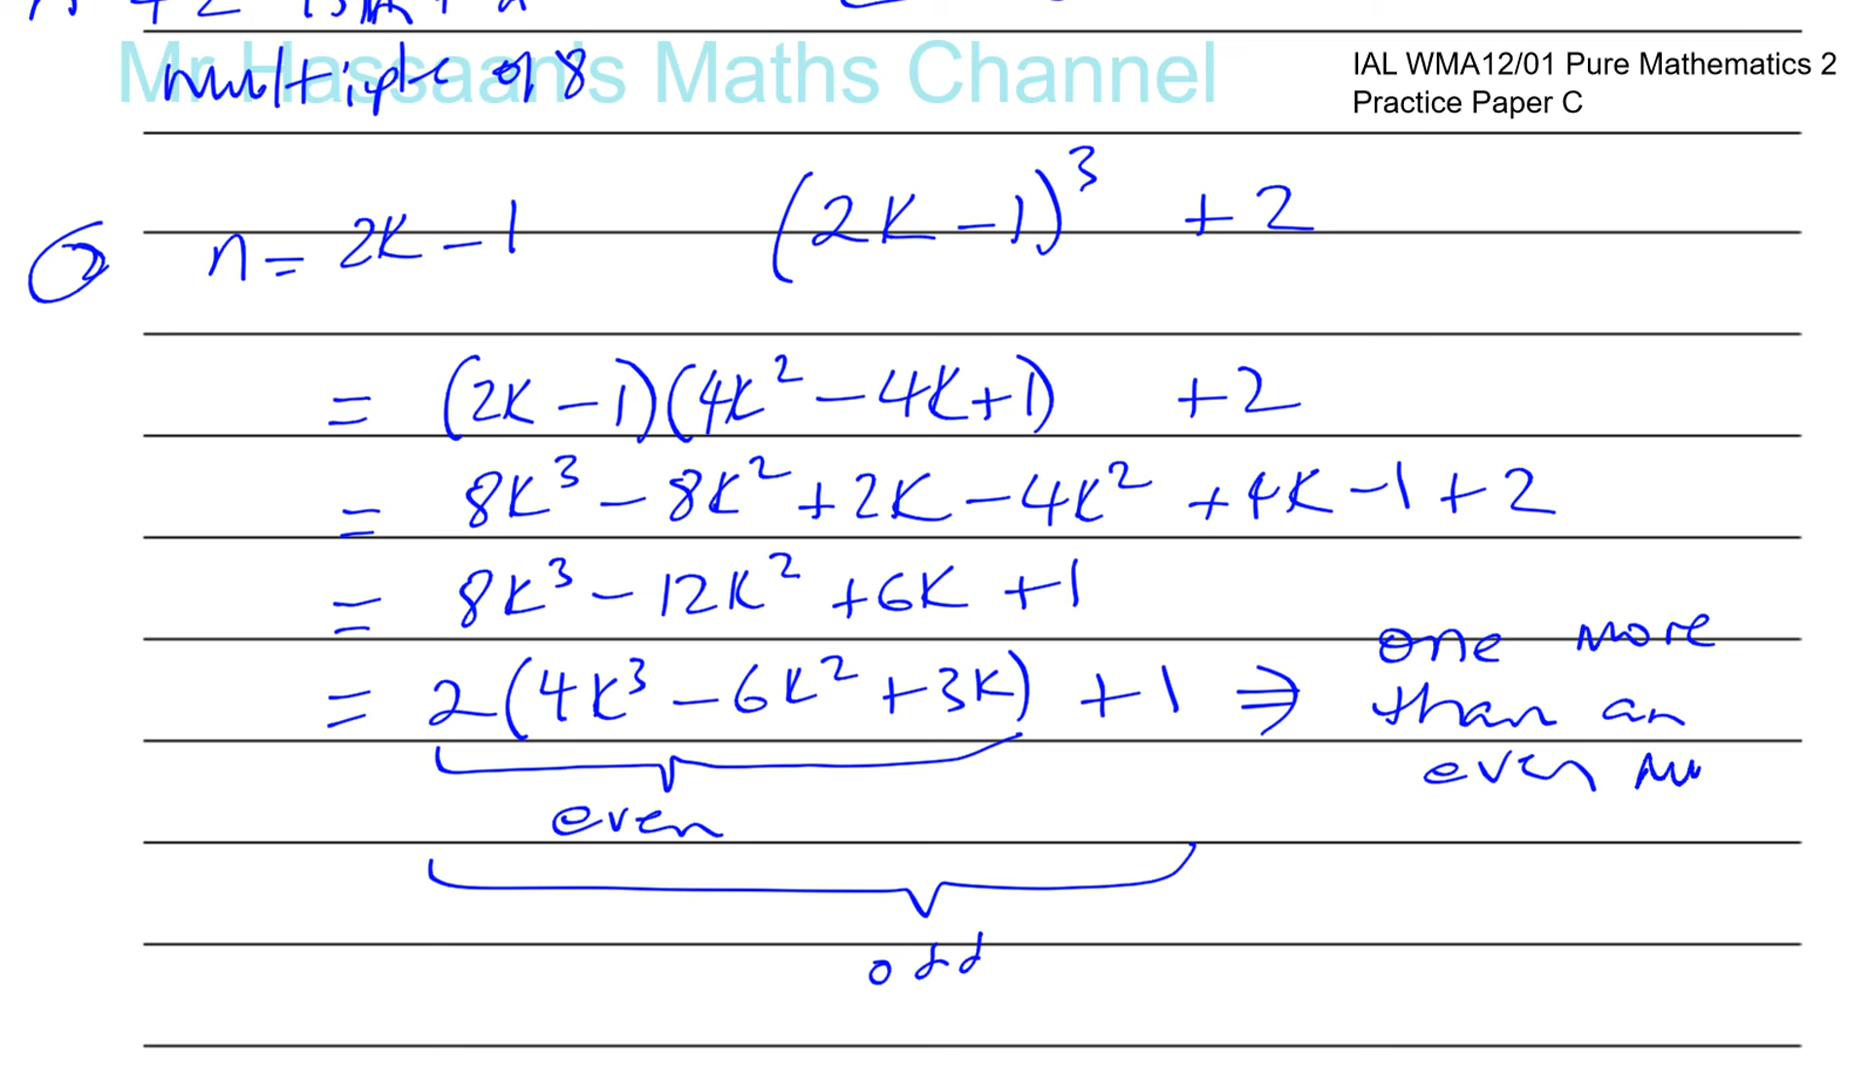 multiple of 8
Mr Hassaan's Maths Channel
IAL WMA12/01 Pure Mathematics 2
Practice Paper C
② n = 2k - 1 (2k - 1)³ + 2
= (2k - 1)(4k² - 4k + 1) + 2
= 8k³ - 8k² + 2k - 4k² + 4k - 1 + 2
= 8k³ - 12k² + 6k + 1
= 2(4k³ - 6k² + 3k) + 1 ⇒ one more
than an
even
even
odd